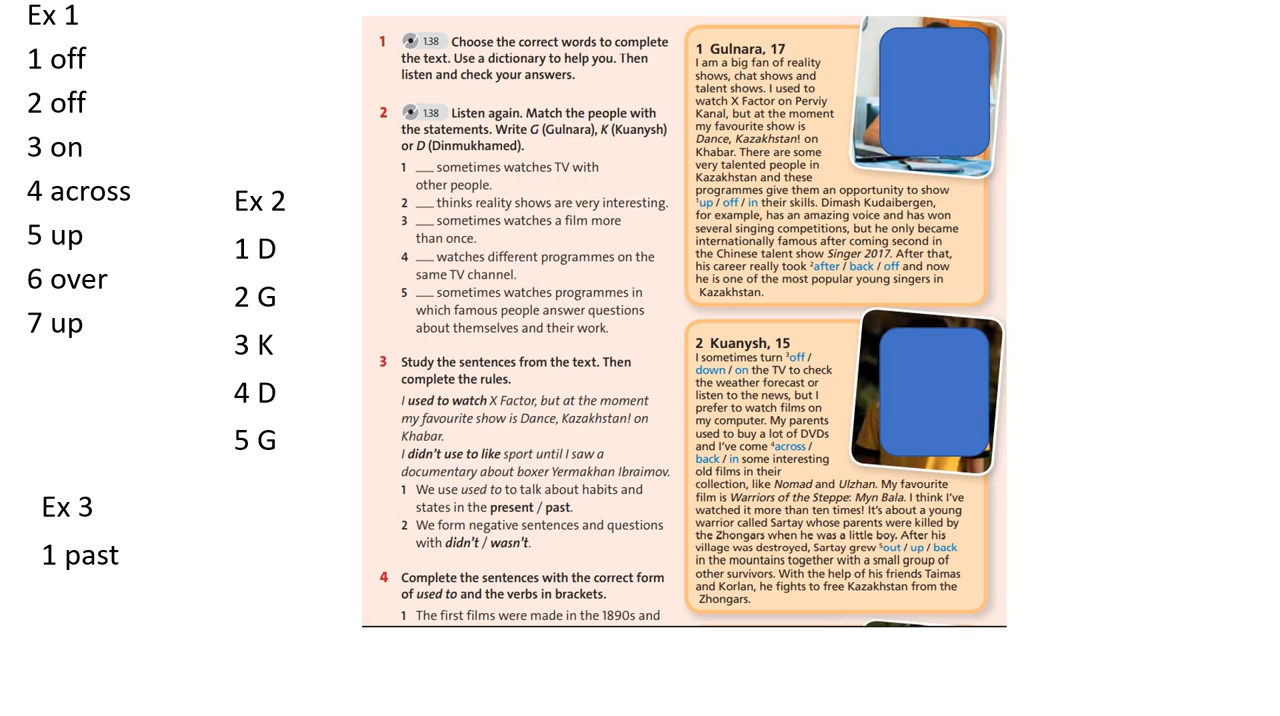 Ex 1
1 off
2 off
3 on
4 across
5 up
6 over
7 up
Ex 2
1 D
2 G
3 K
4 D
5 G
Ex 3
1 past
1 1.38 Choose the correct words to complete
the text. Use a dictionary to help you. Then
listen and check your answers.
2 1.38 Listen again. Match the people with
the statements. Write G (Gulnara), K (Kuanysh)
or D (Dinmukhamed).
1 ___ sometimes watches TV with
other people.
2 ___ thinks reality shows are very interesting.
3 ___ sometimes watches a film more
than once.
4 ___ watches different programmes on the
same TV channel.
5 ___ sometimes watches programmes in
which famous people answer questions
about themselves and their work.
3 Study the sentences from the text. Then
complete the rules.
I used to watch X Factor, but at the moment
my favourite show is Dance, Kazakhstan! on
Khabar.
I didn't use to like sport until I saw a
documentary about boxer Yermakhan Ibraimov.
1 We use used to to talk about habits and
states in the present / past.
2 We form negative sentences and questions
with didn't / wasn't.
4 Complete the sentences with the correct form
of used to and the verbs in brackets.
1 The first films were made in the 1890s and
1 Gulnara, 17
I am a big fan of reality
shows, chat shows and
talent shows. I used to
watch X Factor on Perviy
Kanal, but at the moment
my favourite show is
Dance, Kazakhstan! on
Khabar. There are some
very talented people in
Kazakhstan and these
programmes give them an opportunity to show
¹up / off / in their skills. Dimash Kudaibergen,
for example, has an amazing voice and has won
several singing competitions, but he only became
internationally famous after coming second in
the Chinese talent show Singer 2017. After that,
his career really took ²after / back / off and now
he is one of the most popular young singers in
Kazakhstan.
2 Kuanysh, 15
I sometimes turn ³off /
down / on the TV to check
the weather forecast or
listen to the news, but I
prefer to watch films on
my computer. My parents
used to buy a lot of DVDs
and I've come ⁴across /
back / in some interesting
old films in their
collection, like Nomad and Ulzhan. My favourite
film is Warriors of the Steppe: Myn Bala. I think I've
watched it more than ten times! It's about a young
warrior called Sartay whose parents were killed by
the Zhongars when he was a little boy. After his
village was destroyed, Sartay grew ⁵out / up / back
in the mountains together with a small group of
other survivors. With the help of his friends Taimas
and Korlan, he fights to free Kazakhstan from the
Zhongars.